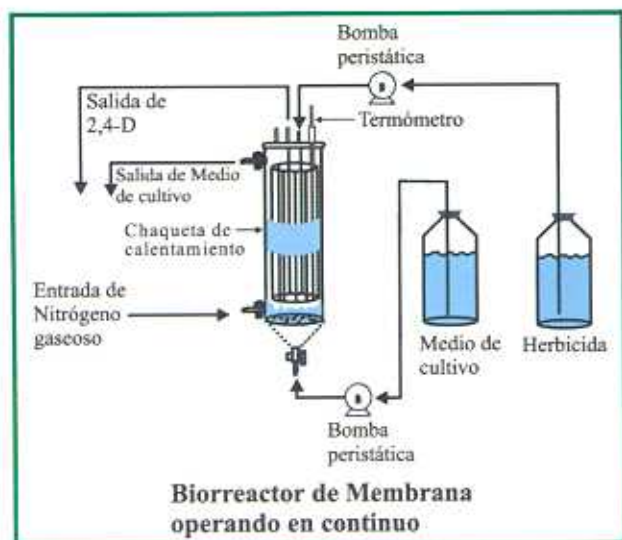 Bomba
peristática
B
Salida de
2,4-D
Termómetro
Salida de Medio
de cultivo
Chaqueta de
calentamiento
Entrada de
Nitrógeno
gaseoso
Medio de
cultivo
Herbicida
B
Bomba
peristática
Biorreactor de Membrana
operando en continuo